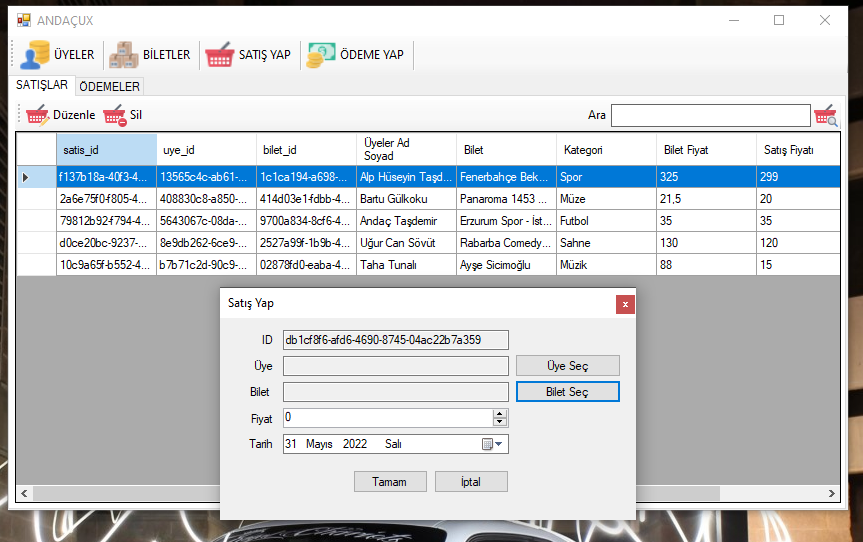 ANDAÇUX
ÜYELER BİLETLER SATIŞ YAP ÖDEME YAP
SATIŞLAR ÖDEMELER
Düzenle Sil Ara
satis_id uye_id bilet_id Üyeler Ad Soyad Bilet Kategori Bilet Fiyat Satış Fiyatı
f137b18a-40f3-4... 13565c4c-ab61-... 1c1ca194-a698-... Alp Hüseyin Taşd... Fenerbahçe Bek... Spor 325 299
2a6e75f0-f805-4... 408830c8-a850-... 414d03e1-fdbb-4... Bartu Gülkoku Panaroma 1453 ... Müze 21,5 20
79812b92-f794-4... 5643067c-08da-... 9700a834-8cf6-4... Andaç Taşdemir Erzurum Spor - İst... Futbol 35 35
d0ce20bc-9237-... 8e9db262-6ce9-... 2527a99f-1b9b-4... Uğur Can Sövüt Rabarba Comedy... Sahne 130 120
10c9a65f-b552-4... b7b71c2d-90c9-... 02878fd0-eaba-4... Taha Tunalı Ayşe Sicimoğlu Müzik 88 15
Satış Yap
ID db1cf8f6-afd6-4690-8745-04ac22b7a359
Üye Üye Seç
Bilet Bilet Seç
Fiyat 0
Tarih 31 Mayıs 2022 Salı
Tamam İptal